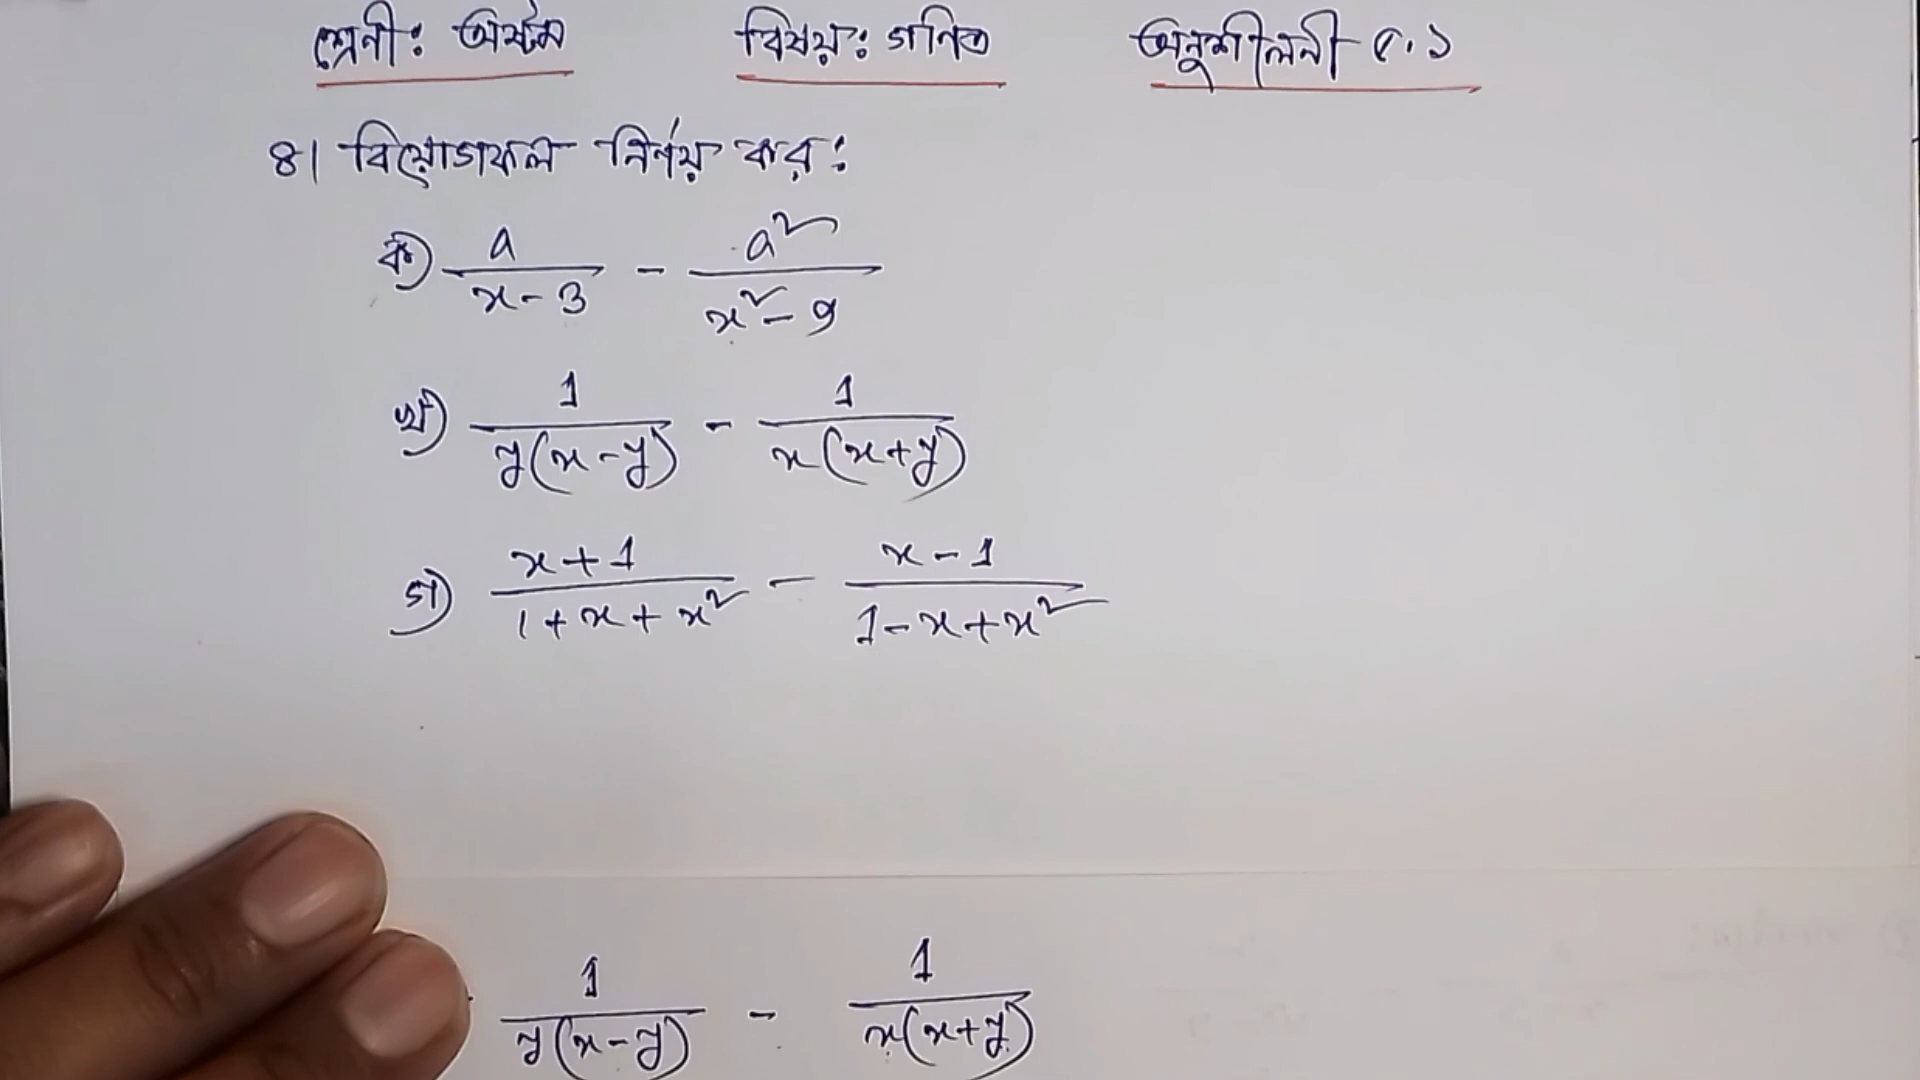 শ্রেনী: অষ্টম বিষয়: গনিত অনুশীলনী ৫.১
৪। বিয়োগফল নির্ণয় কর:
ক) a/(x-3) - a²/(x²-9)
খ) 1/(y(x-y)) - 1/(x(x+y))
গ) (x+1)/(1+x+x²) - (x-1)/(1-x+x²)
1/(y(x-y)) - 1/(x(x+y))